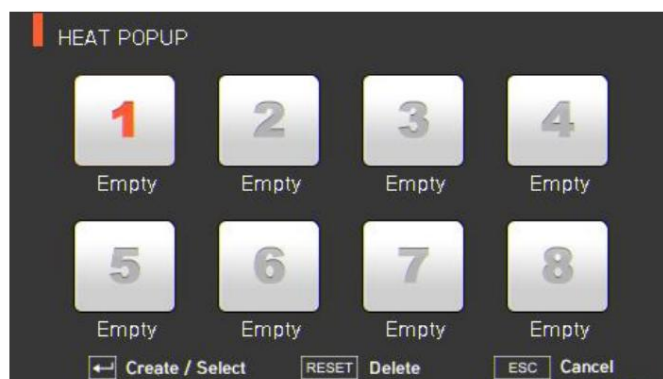 HEAT POPUP
1 2 3 4
Empty Empty Empty Empty
5 6 7 8
Empty Empty Empty Empty
Create / Select RESET Delete ESC Cancel